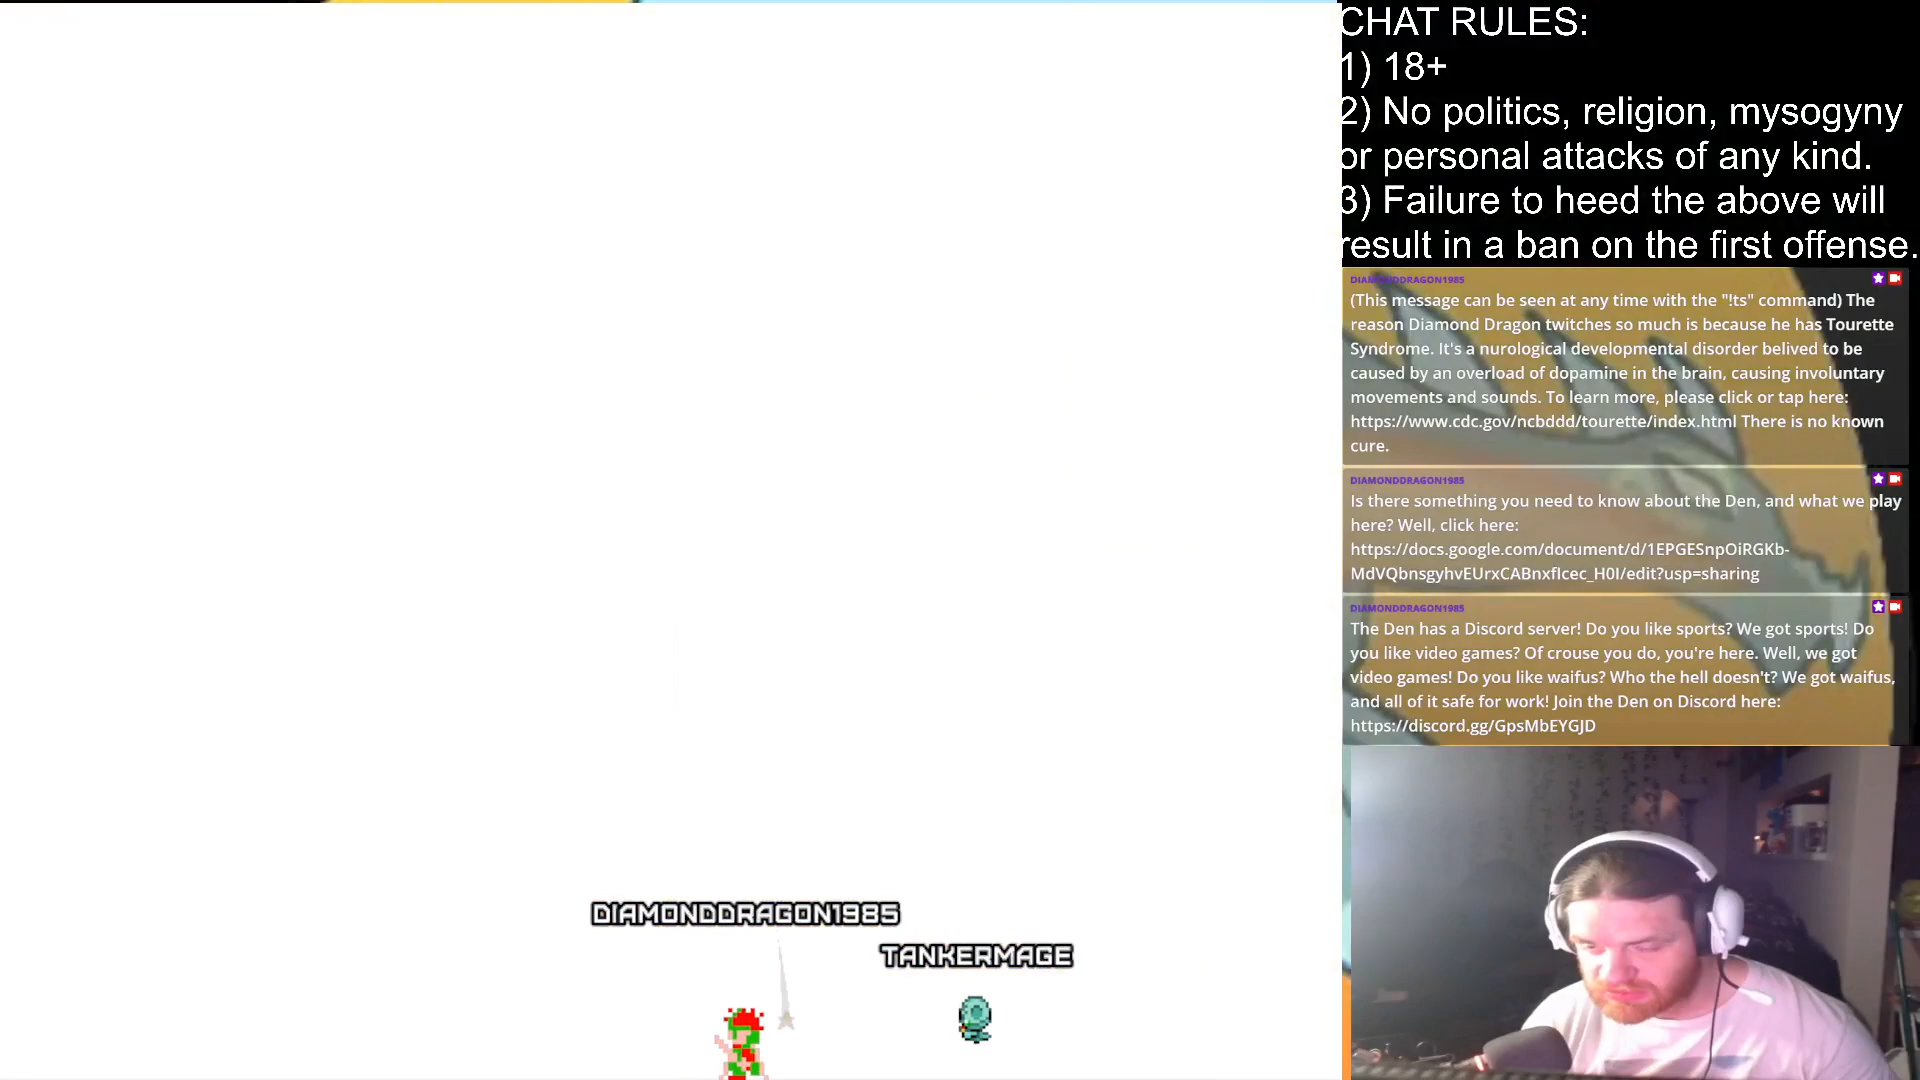 CHAT RULES:
1) 18+
2) No politics, religion, mysogyny
or personal attacks of any kind.
3) Failure to heed the above will
result in a ban on the first offense.
DIAMONDDRAGON1985
(This message can be seen at any time with the "!ts" command) The
reason Diamond Dragon twitches so much is because he has Tourette
Syndrome. It's a nurological developmental disorder belived to be
caused by an overload of dopamine in the brain, causing involuntary
movements and sounds. To learn more, please click or tap here:
https://www.cdc.gov/ncbddd/tourette/index.html There is no known
cure.
DIAMONDDRAGON1985
Is there something you need to know about the Den, and what we play
here? Well, click here:
https://docs.google.com/document/d/1EPGESnpOiRGKb-
MdVQbnsgyhvEUrxCABnxfIcec_H0I/edit?usp=sharing
DIAMONDDRAGON1985
The Den has a Discord server! Do you like sports? We got sports! Do
you like video games? Of crouse you do, you're here. Well, we got
video games! Do you like waifus? Who the hell doesn't? We got waifus,
and all of it safe for work! Join the Den on Discord here:
https://discord.gg/GpsMbEYGJD
DIAMONDDRAGON1985
TANKERMAGE